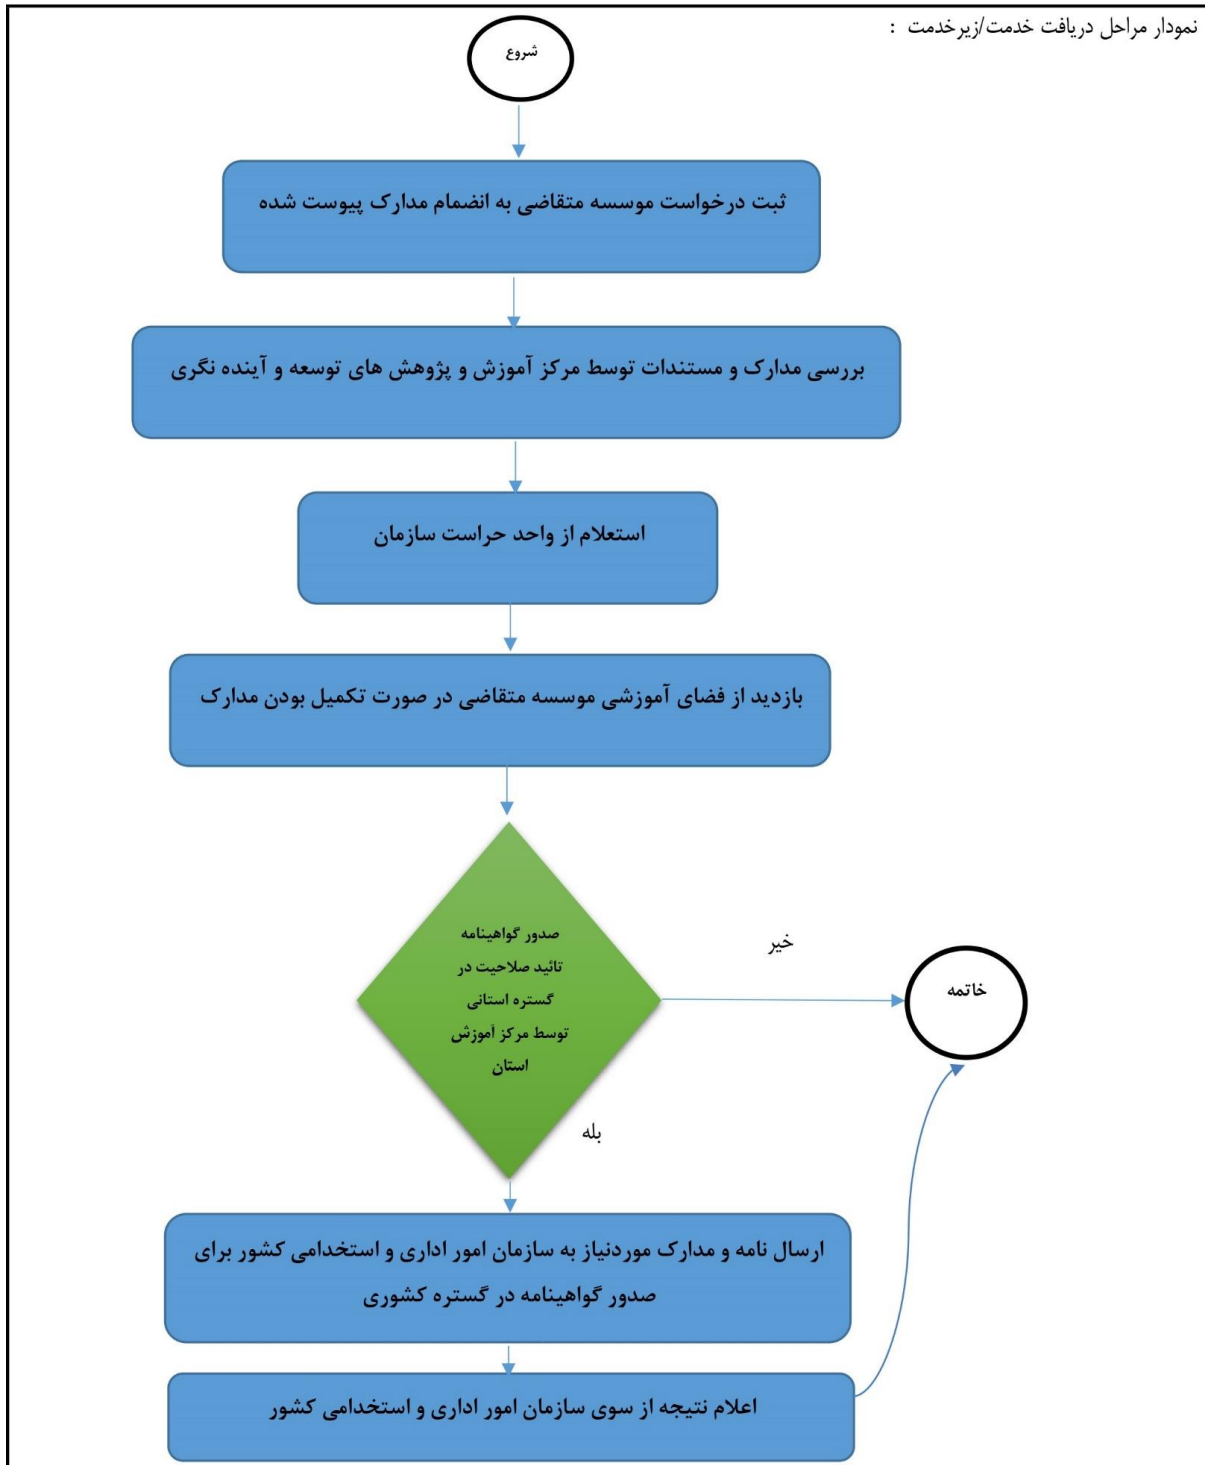 نمودار مراحل دریافت خدمت/زیرخدمت :
شروع
ثبت درخواست موسسه متقاضی به انضمام مدارک پیوست شده
بررسی مدارک و مستندات توسط مرکز آموزش و پژوهش های توسعه و آینده نگری
استعلام از واحد حراست سازمان
بازدید از فضای آموزشی موسسه متقاضی در صورت تکمیل بودن مدارک
صدور گواهینامه
تائید صلاحیت در
گستره استانی
توسط مرکز آموزش
استان
خیر
خاتمه
بله
ارسال نامه و مدارک موردنیاز به سازمان امور اداری و استخدامی کشور برای
صدور گواهینامه در گستره کشوری
اعلام نتیجه از سوی سازمان امور اداری و استخدامی کشور